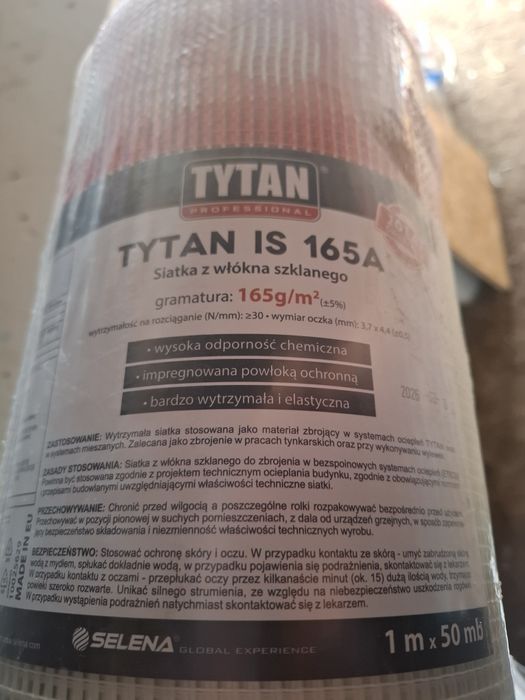 TYTAN
PROFESSIONAL
TYTAN IS 165A
Siatka z włókna szklanego
gramatura: 165g/m² (±5%)
wytrzymałość na rozciąganie (N/mm): ≥30 • wymiar oczka (mm): 3,7 x 4,4 (±0,5)
• wysoka odporność chemiczna
• impregnowana powłoką ochronną
• bardzo wytrzymała i elastyczna
2026
ZASTOSOWANIE: Wytrzymała siatka stosowana jako materiał zbrojący w systemach ociepleń TYTAN
w systemach mieszanych. Zalecana jako zbrojenie w pracach tynkarskich oraz przy wykonywaniu
ZASADY STOSOWANIA: Siatka z włókna szklanego do zbrojenia w bezspoinowych systemach ociepleń
Powinna być stosowana zgodnie z projektem technicznym ocieplania budynku, zgodnie z obowiązującymi
i przepisami budowlanymi uwzględniającymi właściwości techniczne siatki.
PRZECHOWYWANIE: Chronić przed wilgocią a poszczególne rolki rozpakowywać bezpośrednio przed
Przechowywać w pozycji pionowej w suchych pomieszczeniach, z dala od urządzeń grzejnych, w sposób
bezpieczeństwo składowania i niezmienność właściwości technicznych wyrobu.
BEZPIECZEŃSTWO: Stosować ochronę skóry i oczu. W przypadku kontaktu ze skórą - umyć zabrudzoną
wodą z mydłem, spłukać dokładnie wodą, w przypadku pojawienia się podrażnienia, skontaktować się z lekarzem.
W przypadku kontaktu z oczami - przepłukać oczy przez kilkanaście minut (ok. 15) dużą ilością wody,
powieki szeroko rozwarte. Unikać silnego strumienia, ze względu na niebezpieczeństwo uszkodzenia
W przypadku wystąpienia podrażnień natychmiast skontaktować się z lekarzem.
MADE IN EU
SELENA
GLOBAL EXPERIENCE
1 m x 50 mb